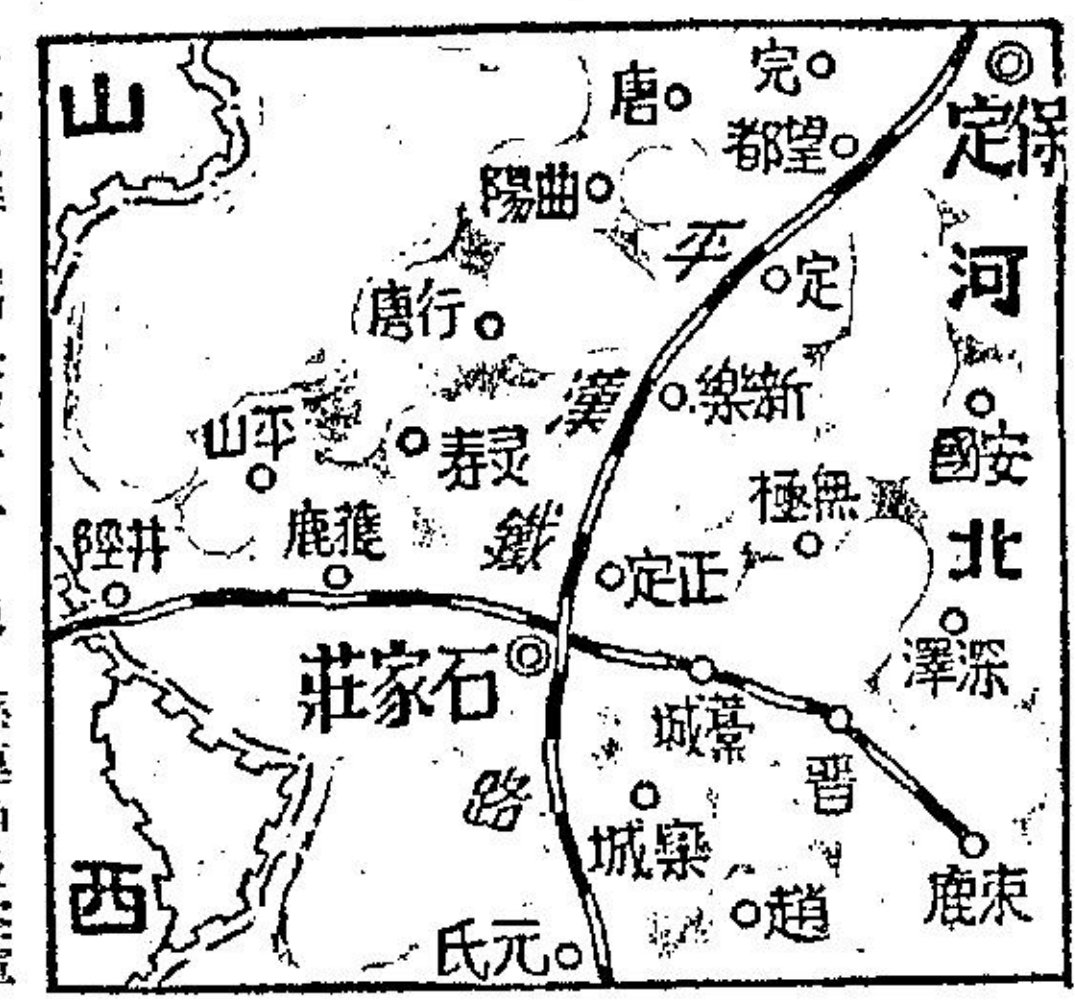 山西
河北
平漢鐵路
保定
完
唐
望都
曲陽
定
行唐
新樂
安國
平山
灵寿
無極
井陘
獲鹿
正定
深澤
石家莊
藁城
晉
欒城
束鹿
趙
元氏